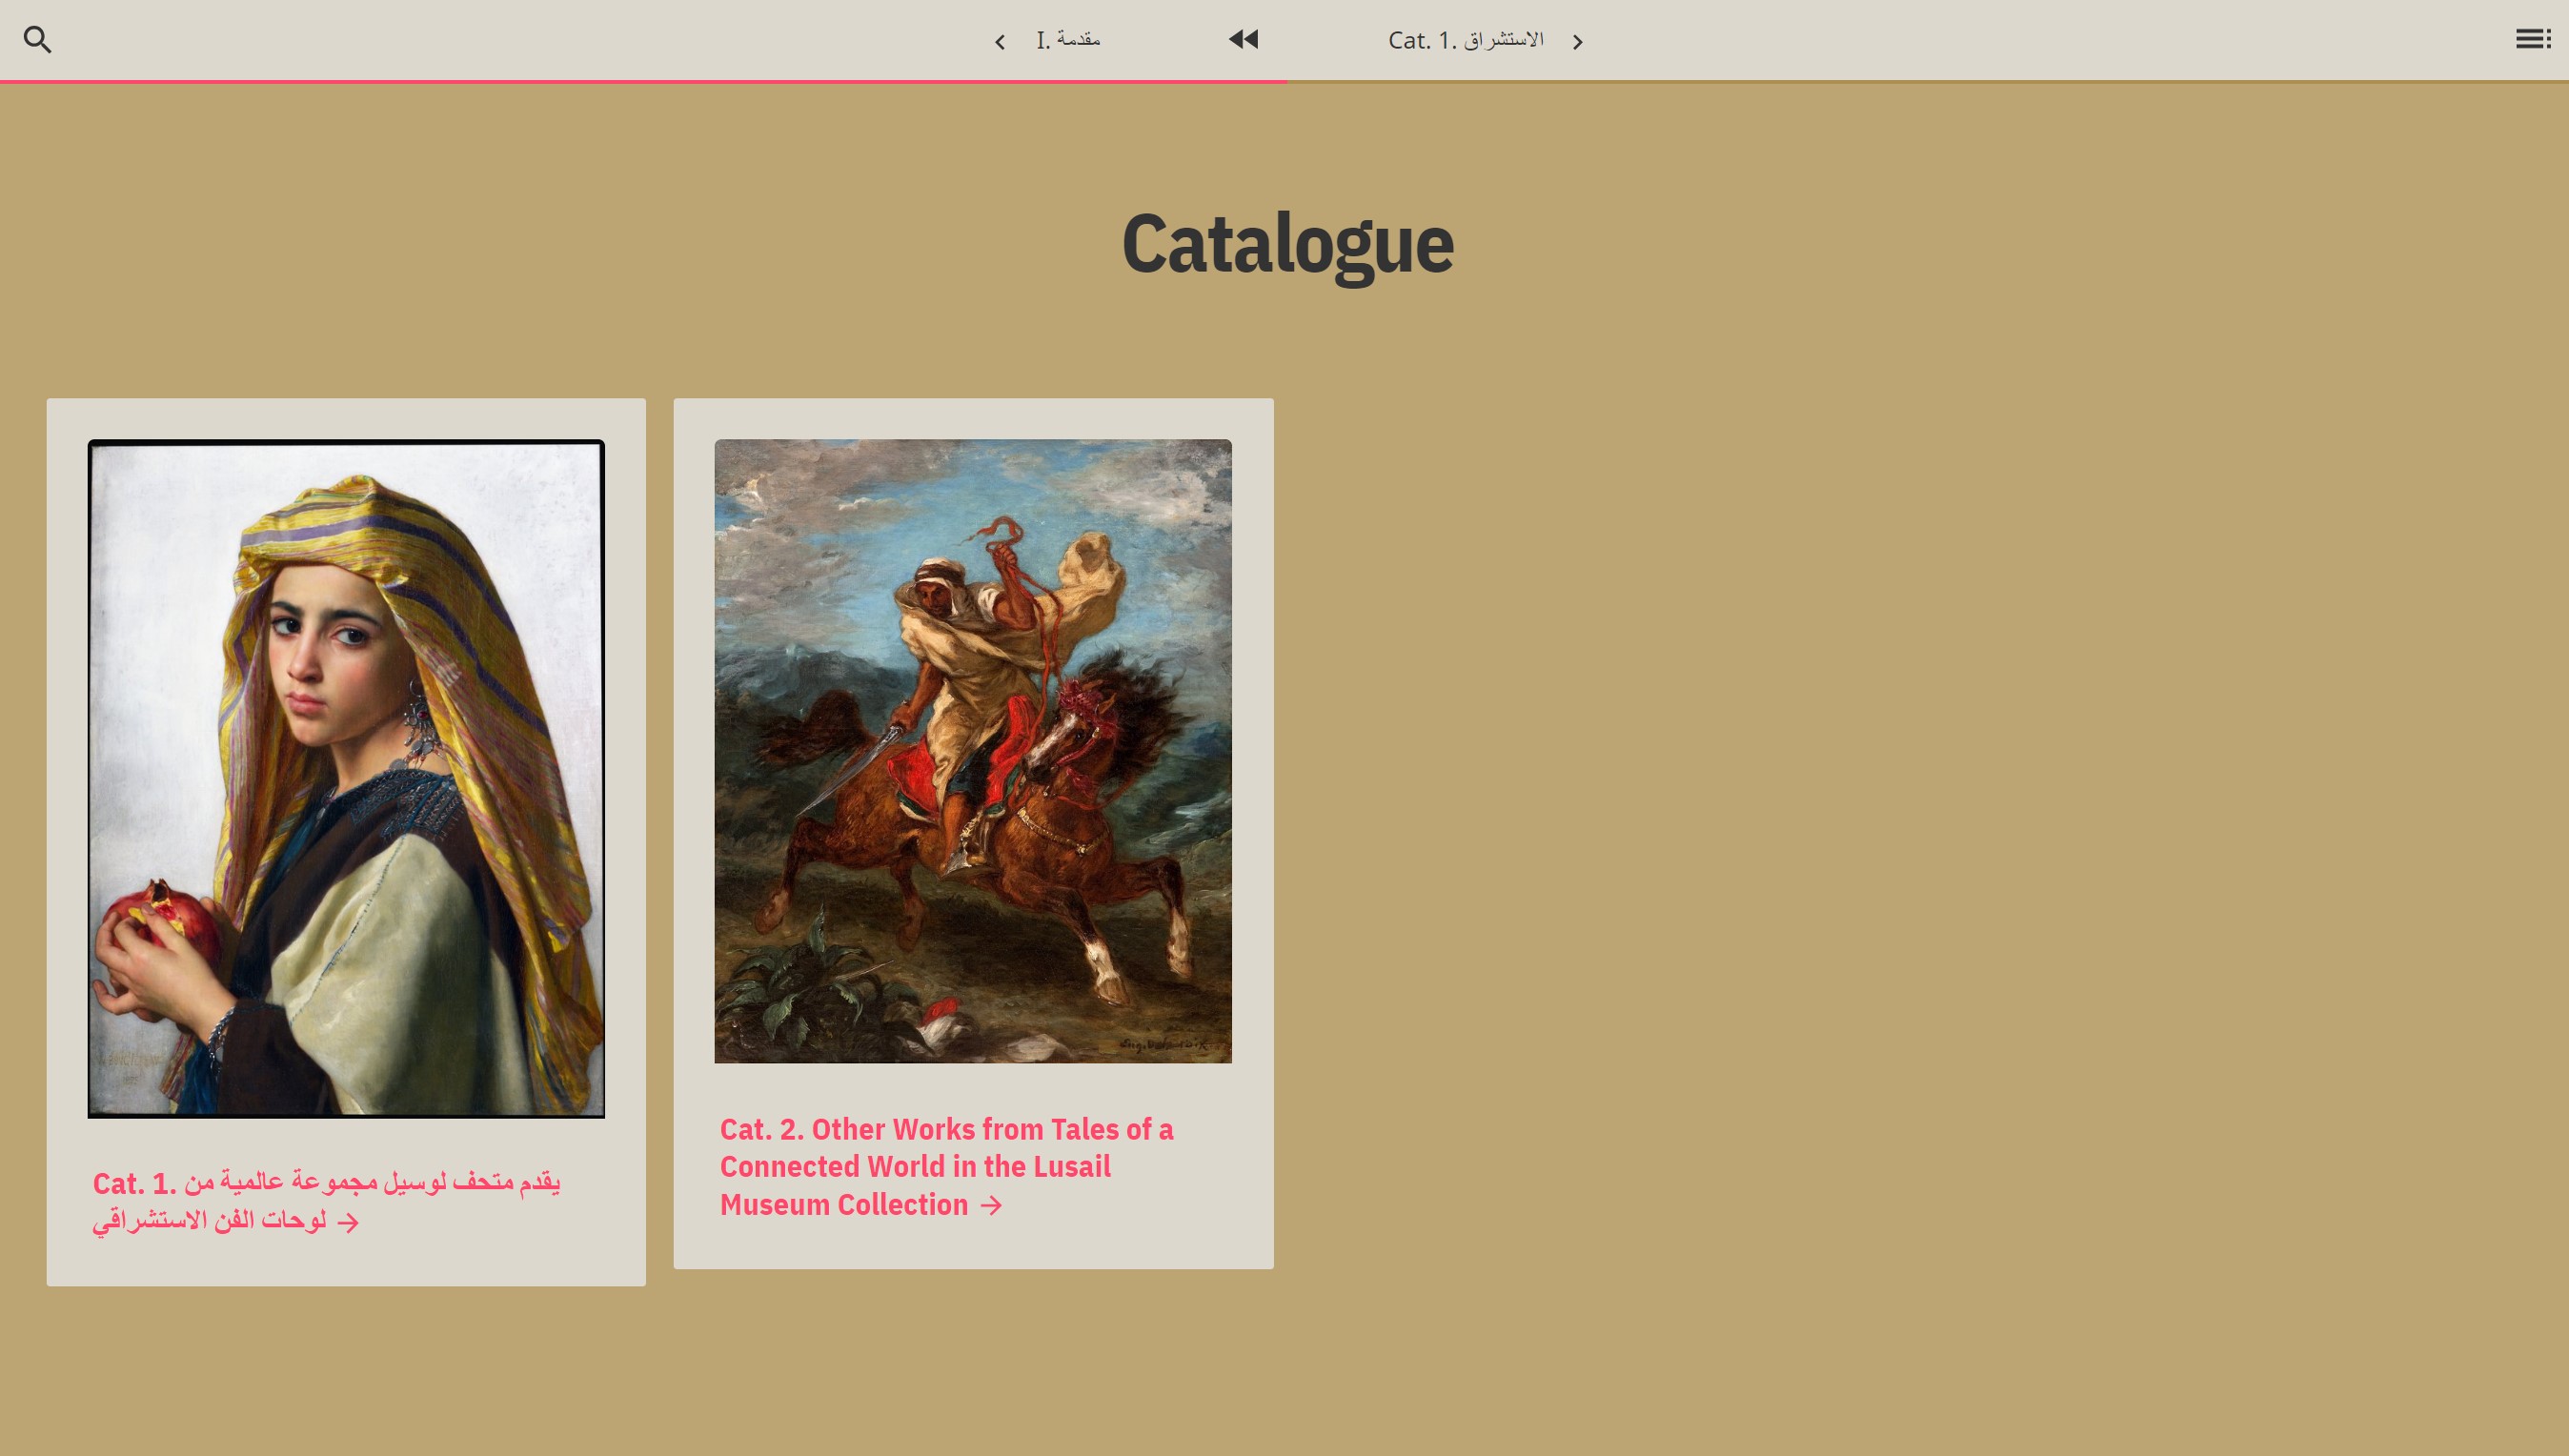 I. مقدمة
Cat. 1. الاستشراق
Catalogue
Cat. 1. يقدم متحف لوسيل مجموعة عالمية من
لوحات الفن الاستشراقي →
Cat. 2. Other Works from Tales of a
Connected World in the Lusail
Museum Collection →